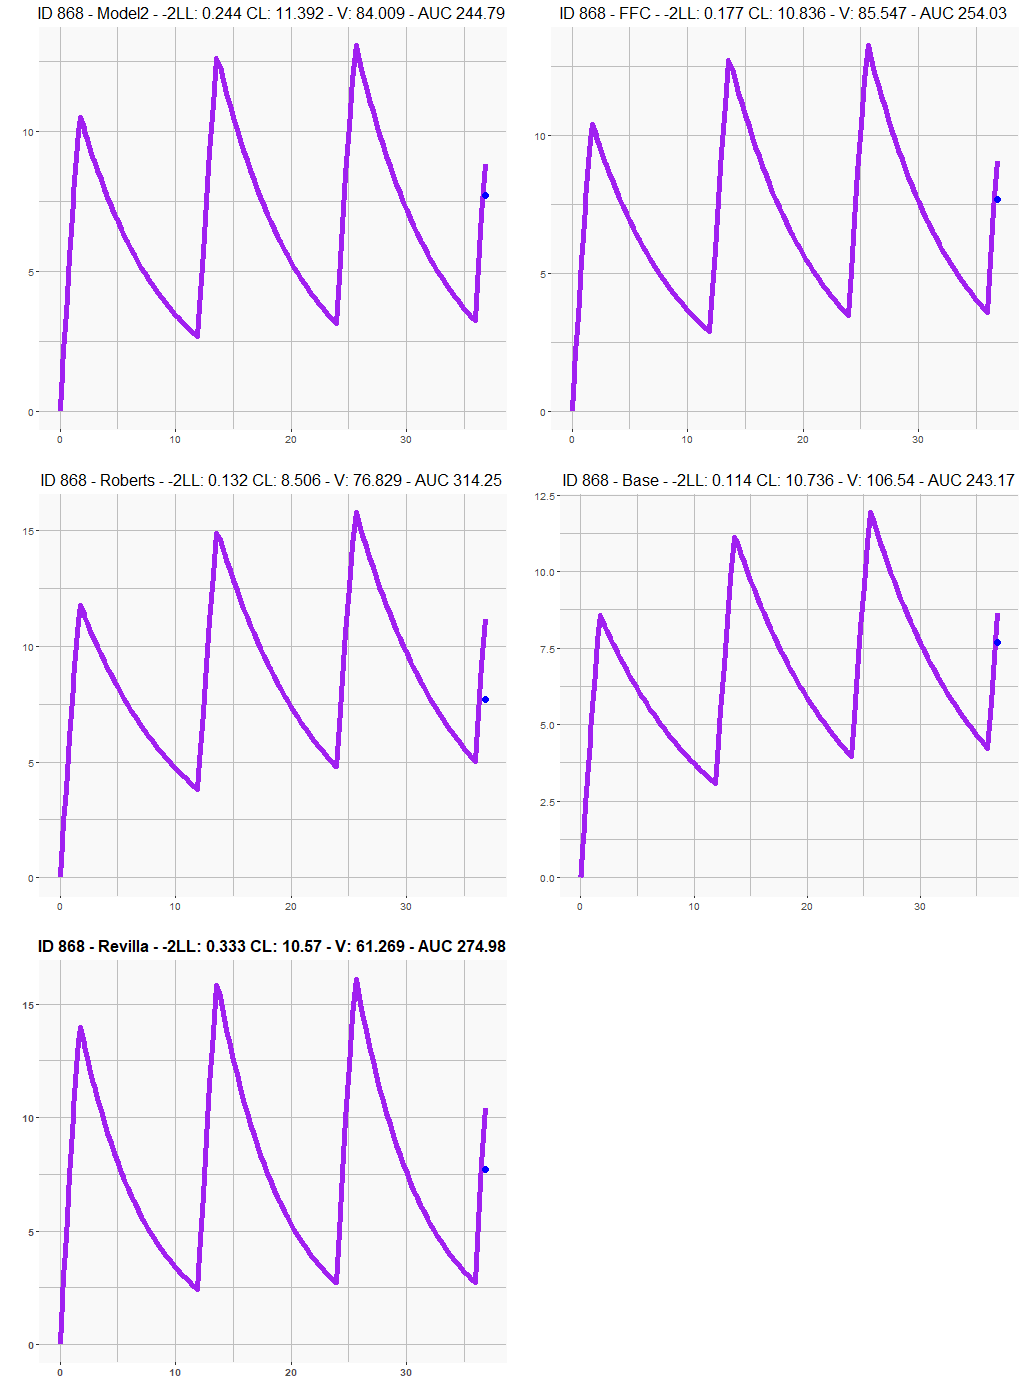 ID 868 - Model2 - -2LL: 0.244 CL: 11.392 - V: 84.009 - AUC 244.79
10
5
0
0 10 20 30
ID 868 - FFC - -2LL: 0.177 CL: 10.836 - V: 85.547 - AUC 254.03
10
5
0
0 10 20 30
ID 868 - Roberts - -2LL: 0.132 CL: 8.506 - V: 76.829 - AUC 314.25
15
10
5
0
0 10 20 30
ID 868 - Base - -2LL: 0.114 CL: 10.736 - V: 106.54 - AUC 243.17
12.5
10.0
7.5
5.0
2.5
0.0
0 10 20 30
ID 868 - Revilla - -2LL: 0.333 CL: 10.57 - V: 61.269 - AUC 274.98
15
10
5
0
0 10 20 30